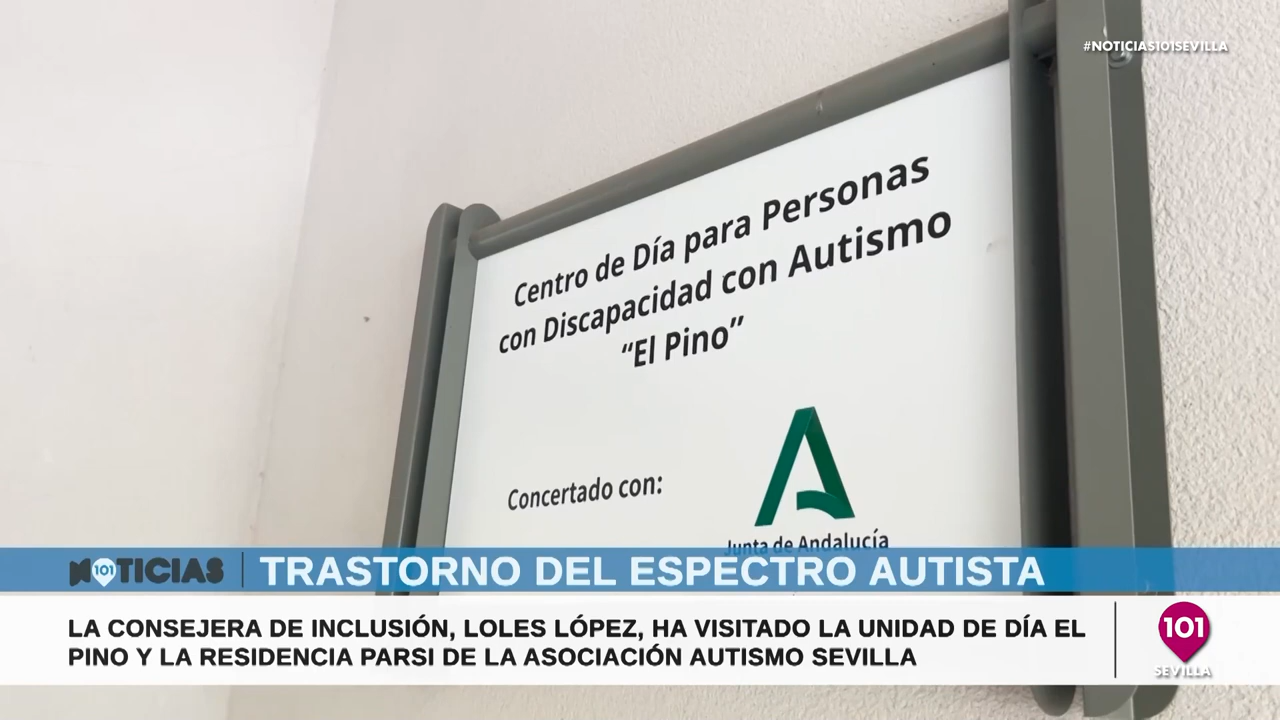 #NOTICIAS101SEVILLA
Centro de Día para Personas
con Discapacidad con Autismo
“El Pino”
Concertado con:
Junta de Andalucía
NOTICIAS 101
TRASTORNO DEL ESPECTRO AUTISTA
LA CONSEJERA DE INCLUSIÓN, LOLES LÓPEZ, HA VISITADO LA UNIDAD DE DÍA EL
PINO Y LA RESIDENCIA PARSI DE LA ASOCIACIÓN AUTISMO SEVILLA
101
SEVILLA